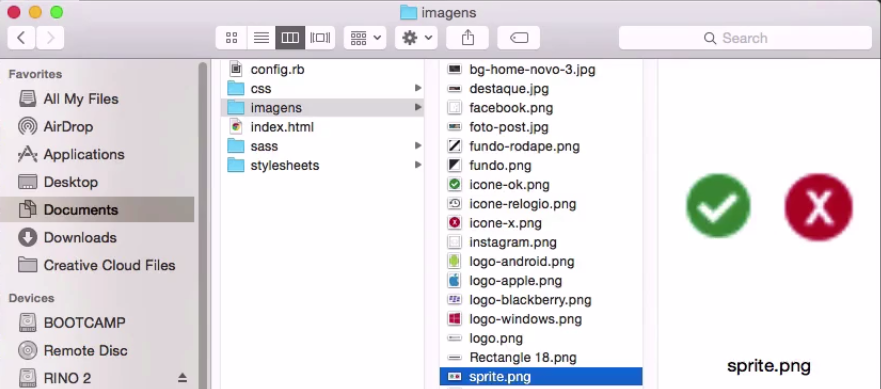 imagens
Search
Favorites
All My Files
AirDrop
Applications
Desktop
Documents
Downloads
Creative Cloud Files
Devices
BOOTCAMP
Remote Disc
RINO 2
config.rb
css
imagens
index.html
sass
stylesheets
bg-home-novo-3.jpg
destaque.jpg
facebook.png
foto-post.jpg
fundo-rodape.png
fundo.png
icone-ok.png
icone-relogio.png
icone-x.png
instagram.png
logo-android.png
logo-apple.png
logo-blackberry.png
logo-windows.png
logo.png
Rectangle 18.png
sprite.png
X
sprite.png